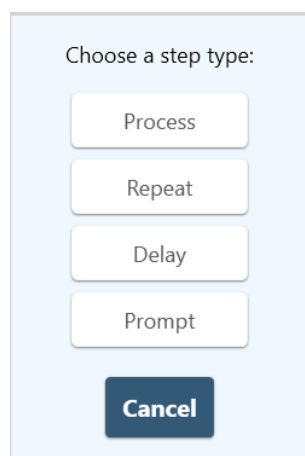 Choose a step type:
Process
Repeat
Delay
Prompt
Cancel